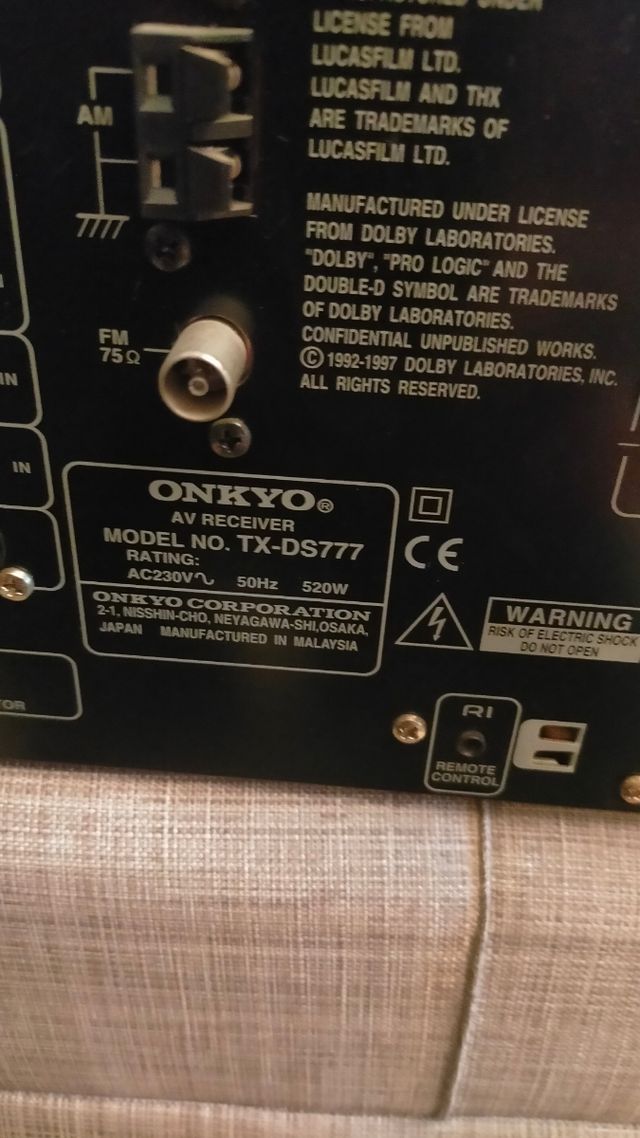 LICENSE FROM
LUCASFILM LTD.
LUCASFILM AND THX
ARE TRADEMARKS OF
LUCASFILM LTD.
AM
MANUFACTURED UNDER LICENSE
FROM DOLBY LABORATORIES.
"DOLBY", "PRO LOGIC" AND THE
DOUBLE-D SYMBOL ARE TRADEMARKS
OF DOLBY LABORATORIES.
CONFIDENTIAL UNPUBLISHED WORKS.
© 1992-1997 DOLBY LABORATORIES, INC.
ALL RIGHTS RESERVED.
FM
75Ω
IN
IN
ONKYO®
AV RECEIVER
MODEL NO. TX-DS777
RATING:
AC230V∿ 50Hz 520W
ONKYO CORPORATION
2-1, NISSHIN-CHO, NEYAGAWA-SHI,OSAKA,
JAPAN MANUFACTURED IN MALAYSIA
CE
WARNING
RISK OF ELECTRIC SHOCK
DO NOT OPEN
RI
REMOTE
CONTROL